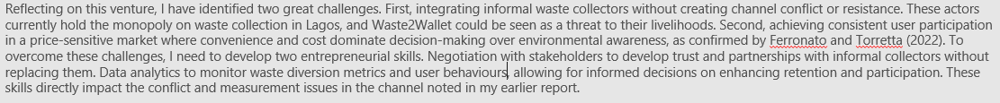 Reflecting on this venture, I have identified two great challenges. First, integrating informal waste collectors without creating channel conflict or resistance. These actors
currently hold the monopoly on waste collection in Lagos, and Waste2Wallet could be seen as a threat to their livelihoods. Second, achieving consistent user participation
in a price-sensitive market where convenience and cost dominate decision-making over environmental awareness, as confirmed by Ferronato and Torretta (2022). To
overcome these challenges, I need to develop two entrepreneurial skills. Negotiation with stakeholders to develop trust and partnerships with informal collectors without
replacing them. Data analytics to monitor waste diversion metrics and user behaviours, allowing for informed decisions on enhancing retention and participation. These
skills directly impact the conflict and measurement issues in the channel noted in my earlier report.